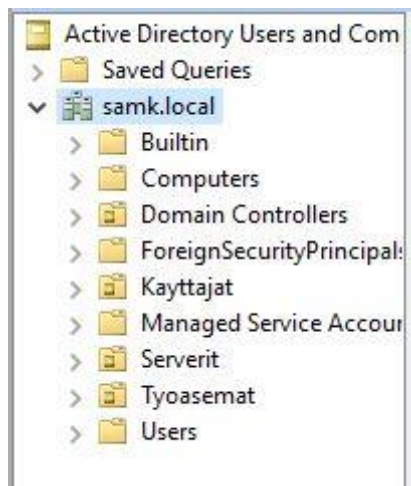 Active Directory Users and Com
Saved Queries
samk.local
Builtin
Computers
Domain Controllers
ForeignSecurityPrincipals
Kayttajat
Managed Service Accour
Serverit
Tyoasemat
Users